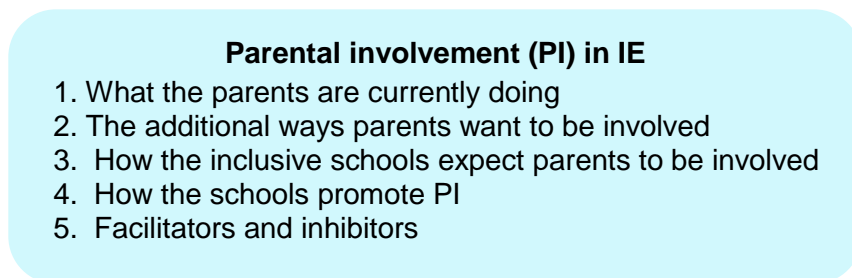 Parental involvement (PI) in IE
1. What the parents are currently doing
2. The additional ways parents want to be involved
3. How the inclusive schools expect parents to be involved
4. How the schools promote PI
5. Facilitators and inhibitors